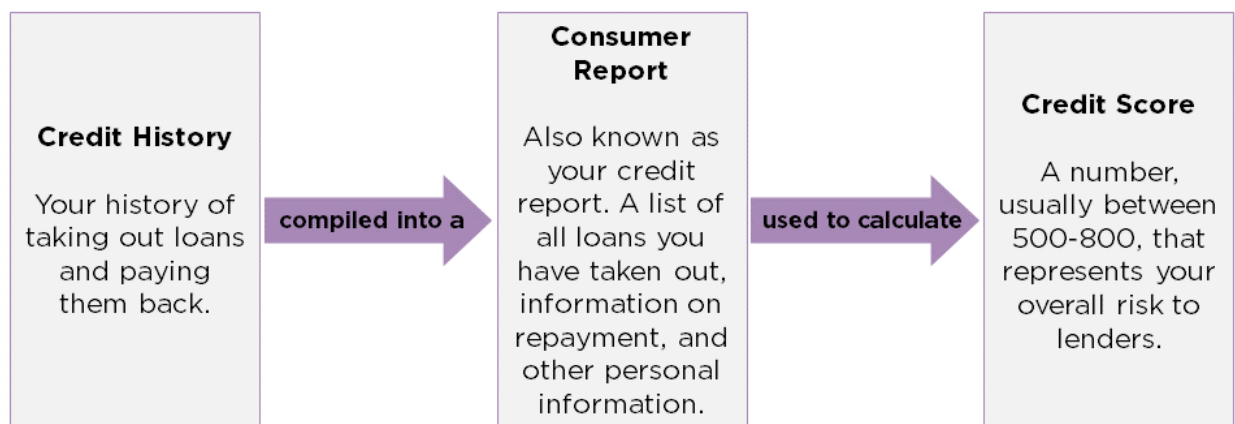 Credit History
Your history of
taking out loans
and paying
them back.
compiled into a
Consumer
Report
Also known as
your credit
report. A list of
all loans you
have taken out,
information on
repayment, and
other personal
information.
used to calculate
Credit Score
A number,
usually between
500-800, that
represents your
overall risk to
lenders.